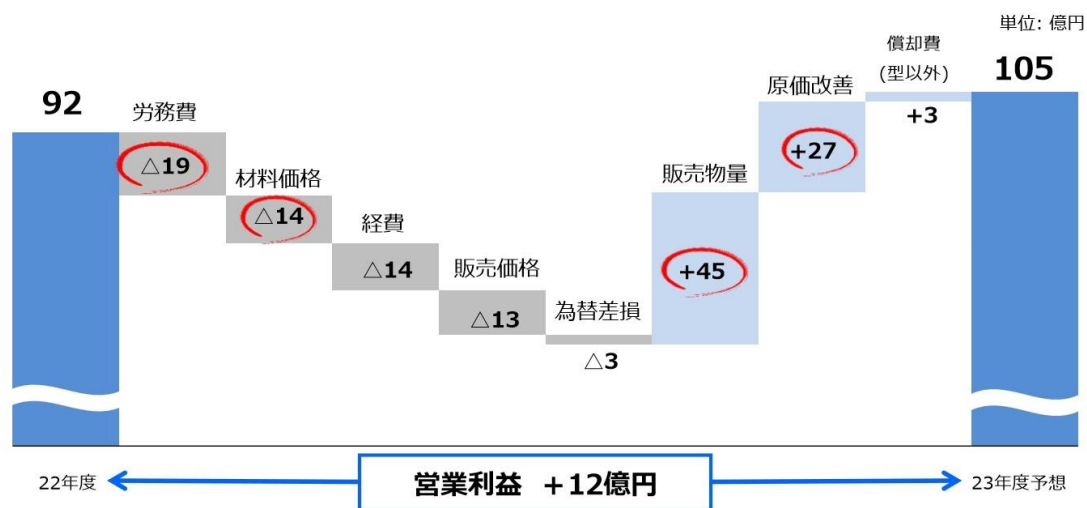 単位: 億円
92
労務費
△19
材料価格
△14
経費
△14
販売価格
△13
為替差損
△3
販売物量
+45
原価改善
+27
償却費
(型以外)
+3
105
22年度
営業利益 +12億円
23年度予想